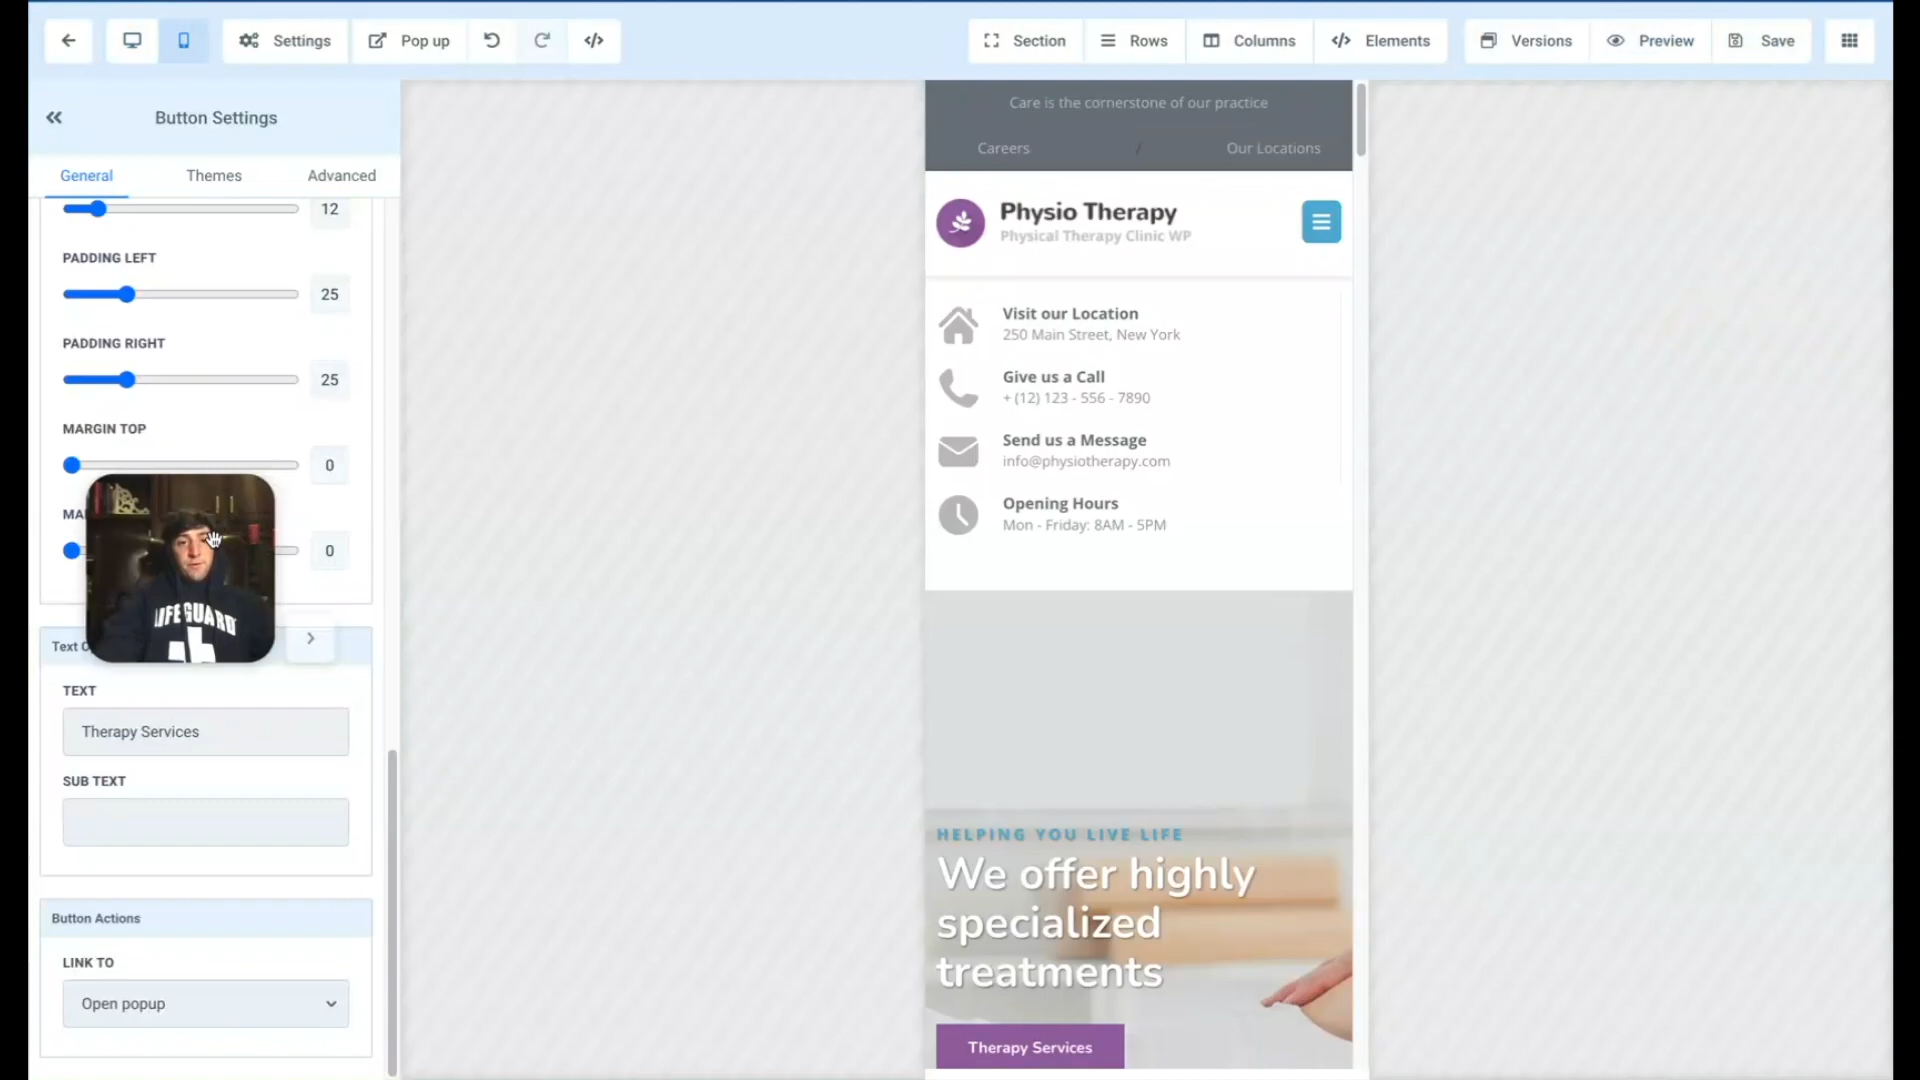 Settings
Pop up
Section
Rows
Columns
Elements
Versions
Preview
Save
Button Settings
General
Themes
Advanced
12
PADDING LEFT
25
PADDING RIGHT
25
MARGIN TOP
0
MA
0
Text O
TEXT
Therapy Services
SUB TEXT
Button Actions
LINK TO
Open popup
LIFEGUARD
Care is the cornerstone of our practice
Careers / Our Locations
Physio Therapy
Physical Therapy Clinic WP
Visit our Location
250 Main Street, New York
Give us a Call
+ (12) 123 - 556 - 7890
Send us a Message
info@physiotherapy.com
Opening Hours
Mon - Friday: 8AM - 5PM
HELPING YOU LIVE LIFE
We offer highly
specialized
treatments
Therapy Services